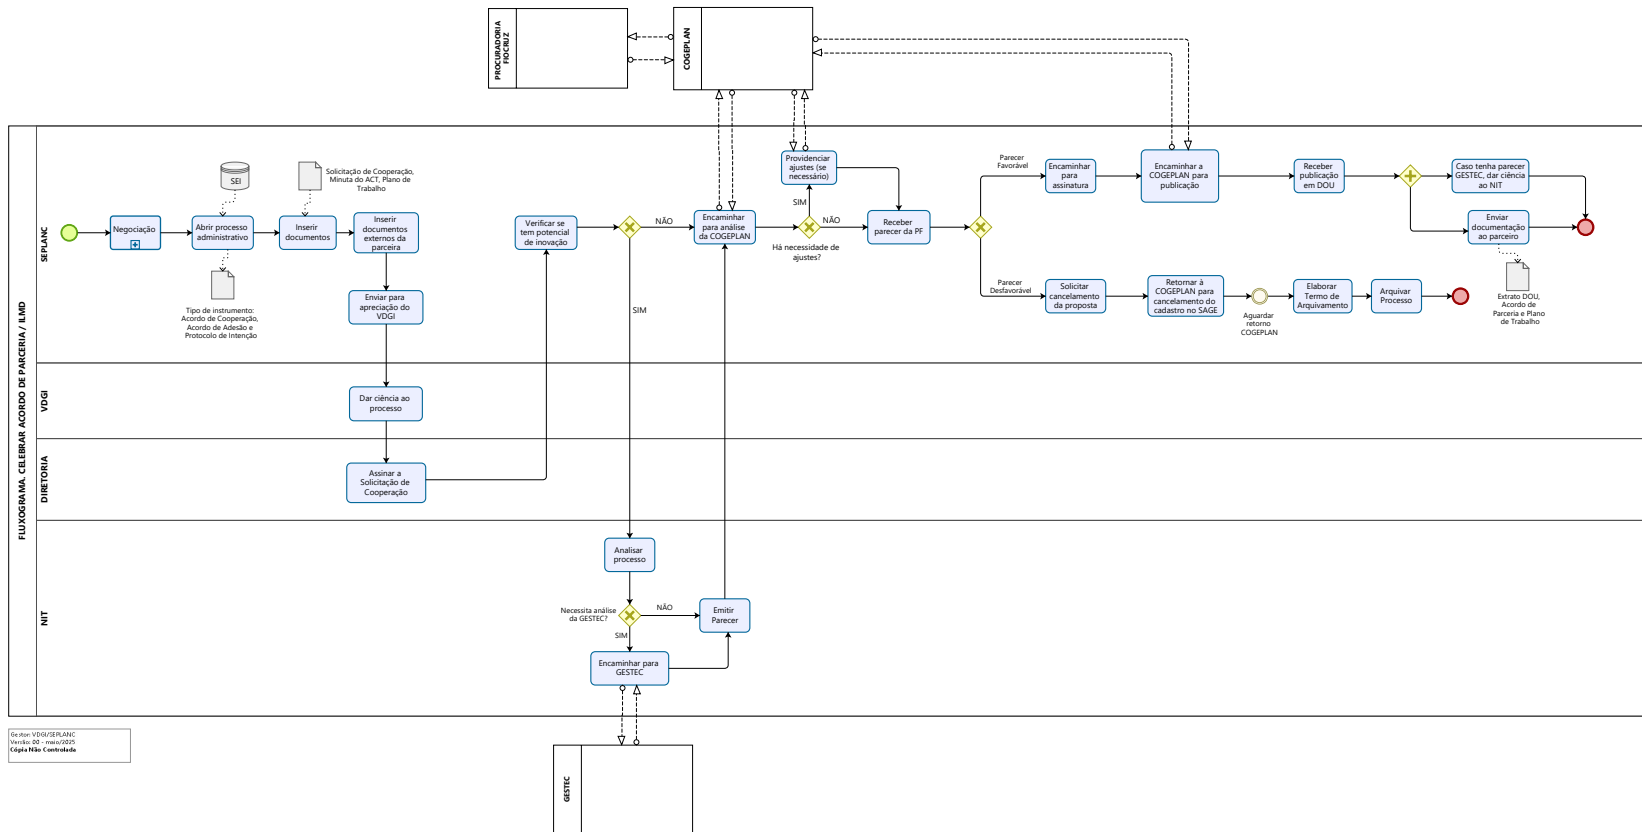 PROCURADORIA
FIOCRUZ
COGEPLAN
FLUXOGRAMA. CELEBRAR ACORDO DE PARCERIA / ILMD
SEPLANC
Negociação
SEI
Abrir processo
administrativo
Tipo de instrumento:
Acordo de Cooperação,
Acordo de Adesão e
Protocolo de Intenção
Solicitação de Cooperação,
Minuta do ACT, Plano de
Trabalho
Inserir
documentos
Inserir
documentos
externos da
parceira
Enviar para
apreciação do
VDGI
Verificar se
tem potencial
de inovação
NÃO
SIM
Encaminhar
para análise
da COGEPLAN
Providenciar
ajustes (se
necessário)
SIM
NÃO
Há necessidade de
ajustes?
Receber
parecer da PF
Parecer
Favorável
Encaminhar
para
assinatura
Encaminhar a
COGEPLAN para
publicação
Receber
publicação
em DOU
Caso tenha parecer
GESTEC, dar ciência
ao NIT
Enviar
documentação
ao parceiro
Extrato DOU,
Acordo de
Parceria e Plano
de Trabalho
Parecer
Desfavorável
Solicitar
cancelamento
da proposta
Retornar à
COGEPLAN para
cancelamento do
cadastro no SAGE
Aguardar
retorno
COGEPLAN
Elaborar
Termo de
Arquivamento
Arquivar
Processo
VDGI
Dar ciência ao
processo
DIRETORIA
Assinar a
Solicitação de
Cooperação
NIT
Analisar
processo
Necessita análise
da GESTEC?
NÃO
SIM
Emitir
Parecer
Encaminhar para
GESTEC
Gestor: VDGI/SEPLANC
Versão: 00 - maio/2025
Cópia Não Controlada
GESTEC